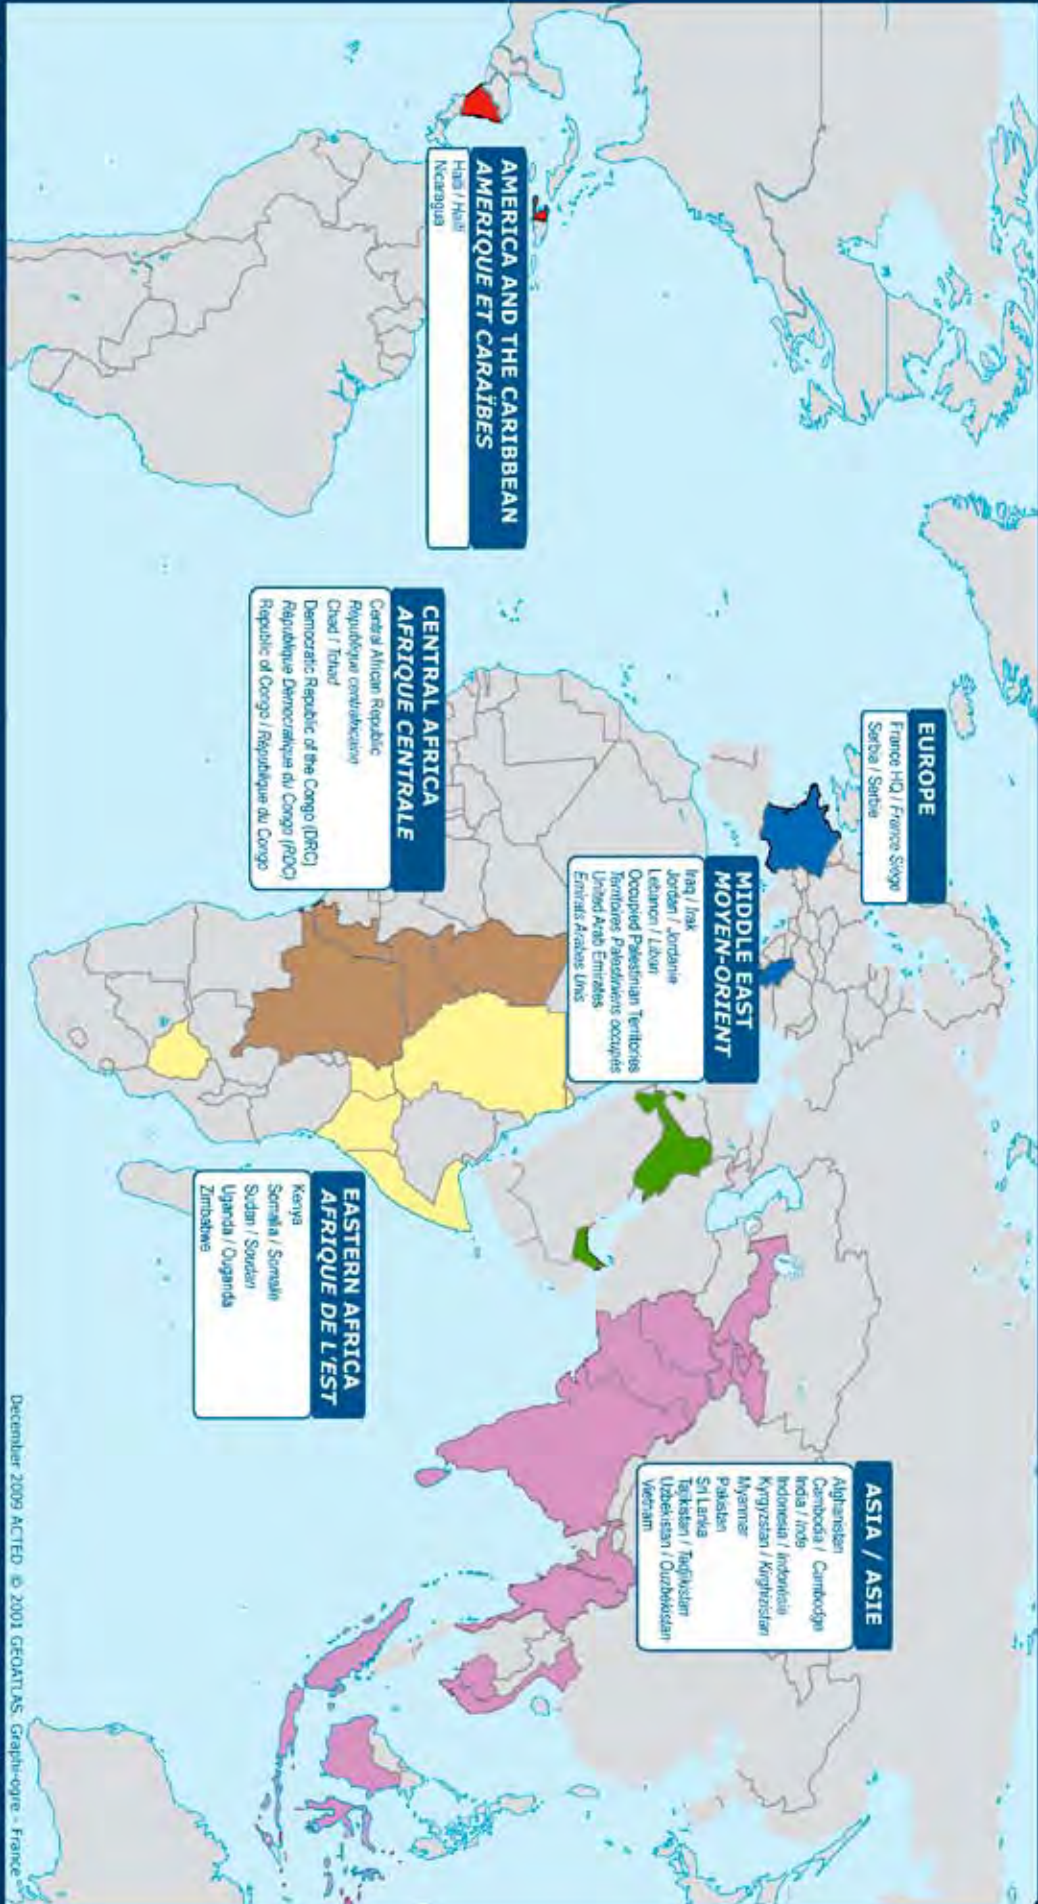 EUROPE
France HQ / France Siège
Serbia / Serbie
AMERICA AND THE CARIBBEAN
AMERIQUE ET CARAÏBES
Haiti / Haïti
Nicaragua
MIDDLE EAST
MOYEN-ORIENT
Iraq / Irak
Jordan / Jordanie
Lebanon / Liban
Occupied Palestinian Territories
Territoires Palestiniens occupés
United Arab Emirates
Emirats Arabes Unis
ASIA / ASIE
Afghanistan
Cambodia / Cambodge
India / Inde
Indonesia / Indonésie
Kyrgyzstan / Kirghizistan
Myanmar
Pakistan
Sri Lanka
Tajikistan / Tadjikistan
Uzbekistan / Ouzbékistan
Vietnam
CENTRAL AFRICA
AFRIQUE CENTRALE
Central African Republic
République centrafricaine
Chad / Tchad
Democratic Republic of the Congo (DRC)
République Démocratique du Congo (RDC)
Republic of Congo / République du Congo
EASTERN AFRICA
AFRIQUE DE L'EST
Kenya
Somalia / Somalie
Sudan / Soudan
Uganda / Ouganda
Zimbabwe
December 2009 ACTED © 2001 GEOATLAS. Graphi-ogre - France